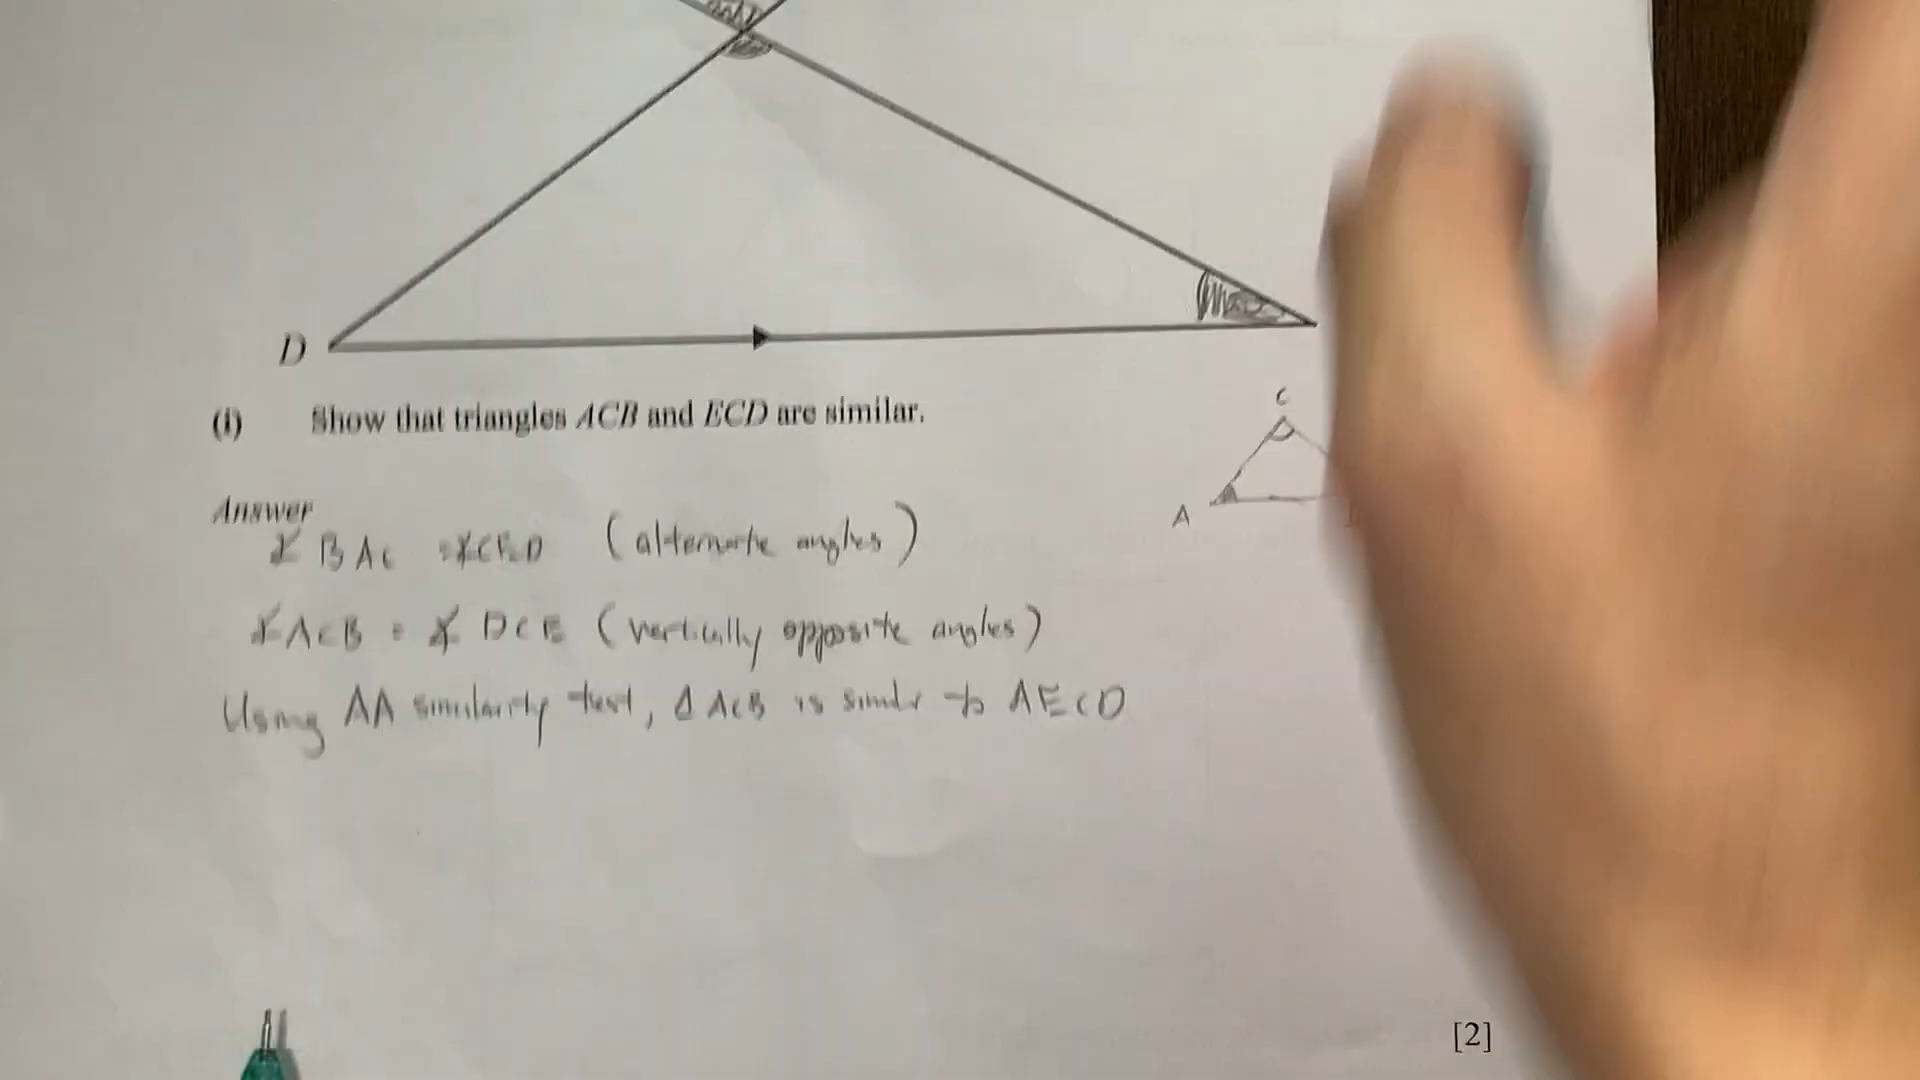 D
(i) Show that triangles ACB and ECD are similar.
C
A
Answer
∡ BAC = ∡CED (alternate angles)
∡ACB = ∡ DCE (vertically opposite angles)
Using AA similarity test, Δ ACB is similar to ΔECD
[2]